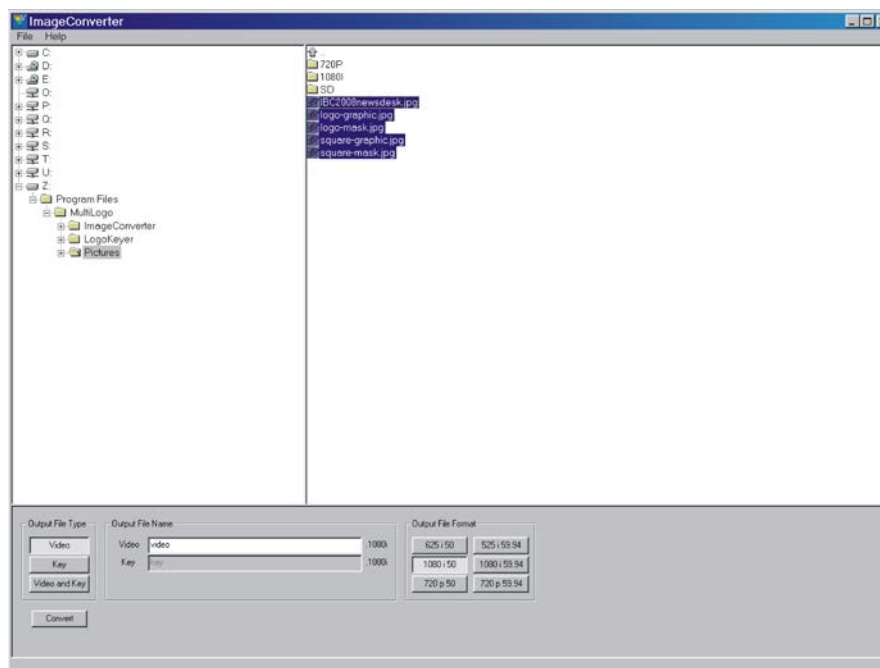 ImageConverter
File Help
C:
D:
E:
O:
P:
Q:
R:
S:
T:
U:
Z:
Program Files
MultiLogo
ImageConverter
LogoKeyer
Pictures
..
720P
1080I
SD
IBC2008newsdesk.jpg
logo-graphic.jpg
logo-mask.jpg
square-graphic.jpg
square-mask.jpg
Output File Type
Video
Key
Video and Key
Output File Name
Video video .1080i
Key key .1080i
Output File Format
625 i 50 525 i 59.94
1080 i 50 1080 i 59.94
720 p 50 720 p 59.94
Convert